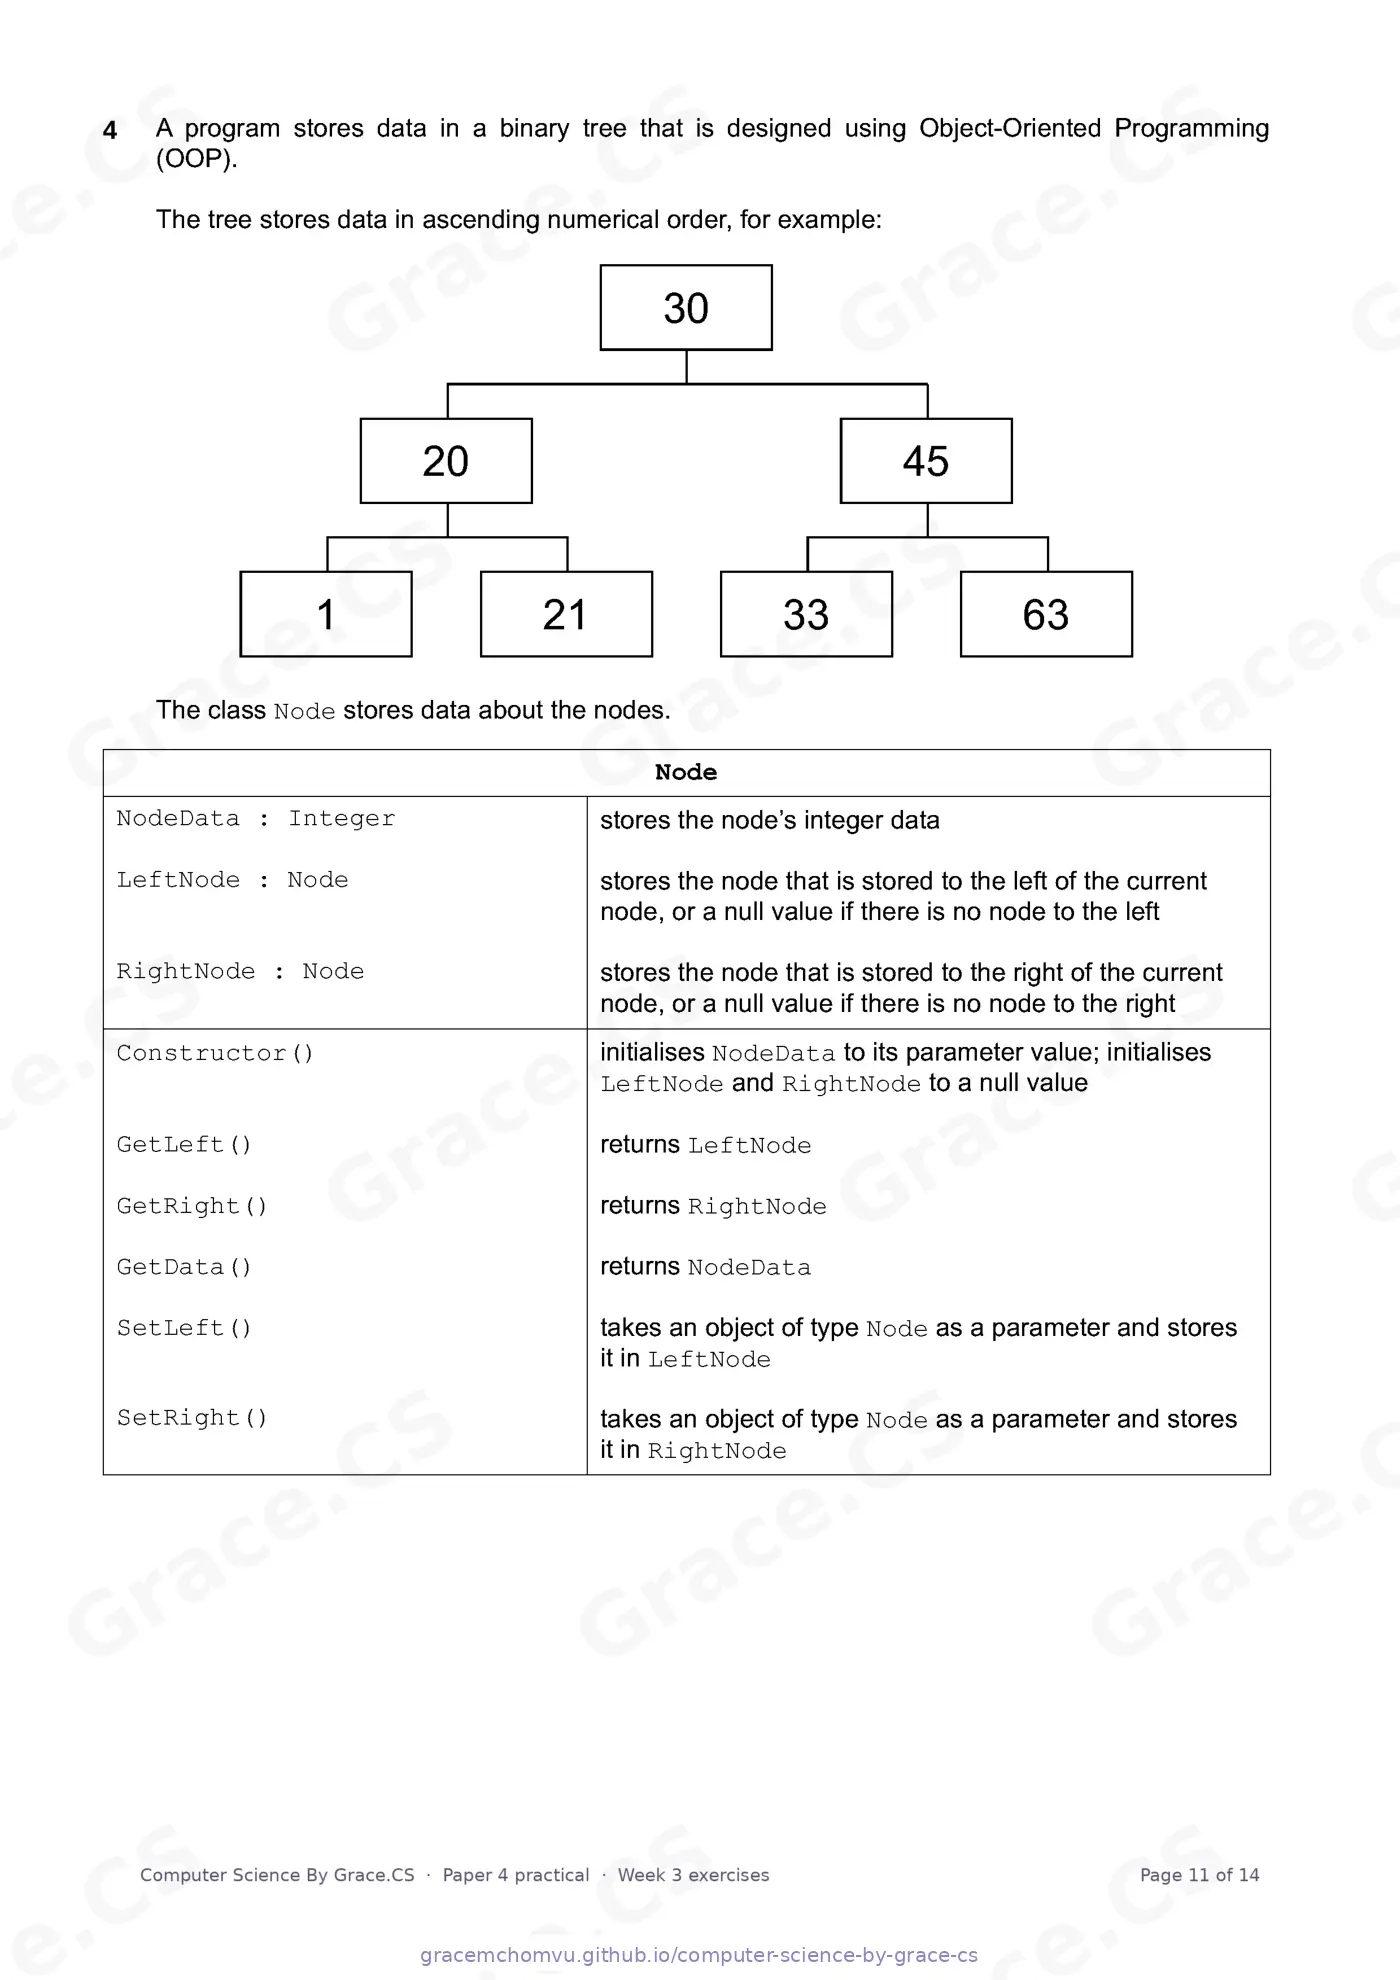 4 A program stores data in a binary tree that is designed using Object-Oriented Programming
(OOP).
The tree stores data in ascending numerical order, for example:
30
20 45
1 21 33 63
The class Node stores data about the nodes.
Node
NodeData : Integer stores the node's integer data
LeftNode : Node stores the node that is stored to the left of the current
node, or a null value if there is no node to the left
RightNode : Node stores the node that is stored to the right of the current
node, or a null value if there is no node to the right
Constructor() initialises NodeData to its parameter value; initialises
LeftNode and RightNode to a null value
GetLeft() returns LeftNode
GetRight() returns RightNode
GetData() returns NodeData
SetLeft() takes an object of type Node as a parameter and stores
it in LeftNode
SetRight() takes an object of type Node as a parameter and stores
it in RightNode
Computer Science By Grace.CS · Paper 4 practical · Week 3 exercises Page 11 of 14
gracemchomvu.github.io/computer-science-by-grace-cs
Grace.CS